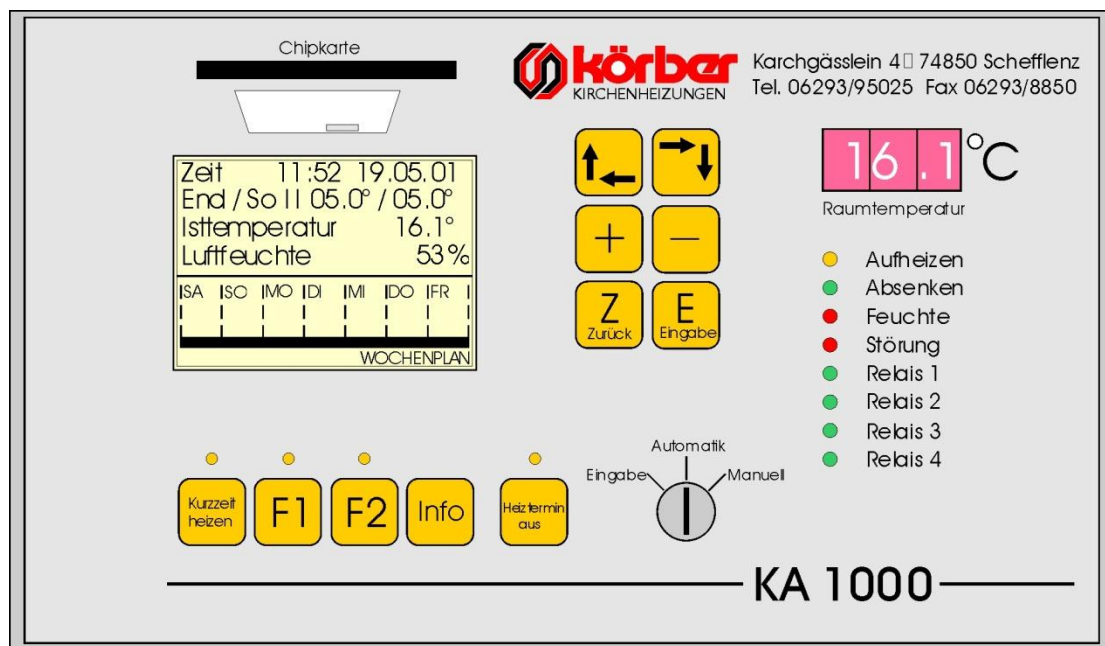 Chipkarte
körber
KIRCHENHEIZUNGEN
Karchgässlein 4 74850 Schefflenz
Tel. 06293/95025 Fax 06293/8850
Zeit 11:52 19.05.01
End / So II 05.0° / 05.0°
Isttemperatur 16.1°
Luftfeuchte 53%
SA SO MO DI MI DO FR
WOCHENPLAN
+ −
Z E
Zurück Eingabe
16.1 °C
Raumtemperatur
Aufheizen
Absenken
Feuchte
Störung
Relais 1
Relais 2
Relais 3
Relais 4
Kurzzeit
heizen
F1
F2
Info
Heiztermin
aus
Automatik
Eingabe
Manuell
KA 1000